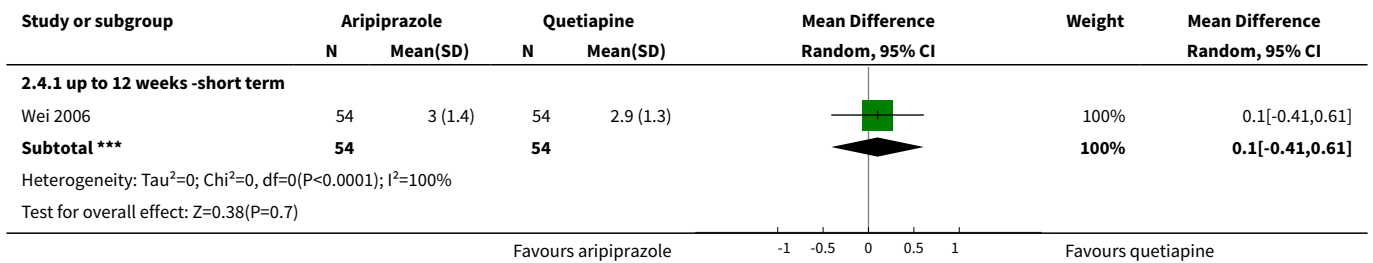 Study or subgroup Aripiprazole Quetiapine Mean Difference Weight Mean Difference
N Mean(SD) N Mean(SD) Random, 95% CI Random, 95% CI
2.4.1 up to 12 weeks -short term
Wei 2006 54 3 (1.4) 54 2.9 (1.3) 100% 0.1[-0.41,0.61]
Subtotal *** 54 54 100% 0.1[-0.41,0.61]
Heterogeneity: Tau²=0; Chi²=0, df=0(P<0.0001); I²=100%
Test for overall effect: Z=0.38(P=0.7)
Favours aripiprazole -1 -0.5 0 0.5 1 Favours quetiapine